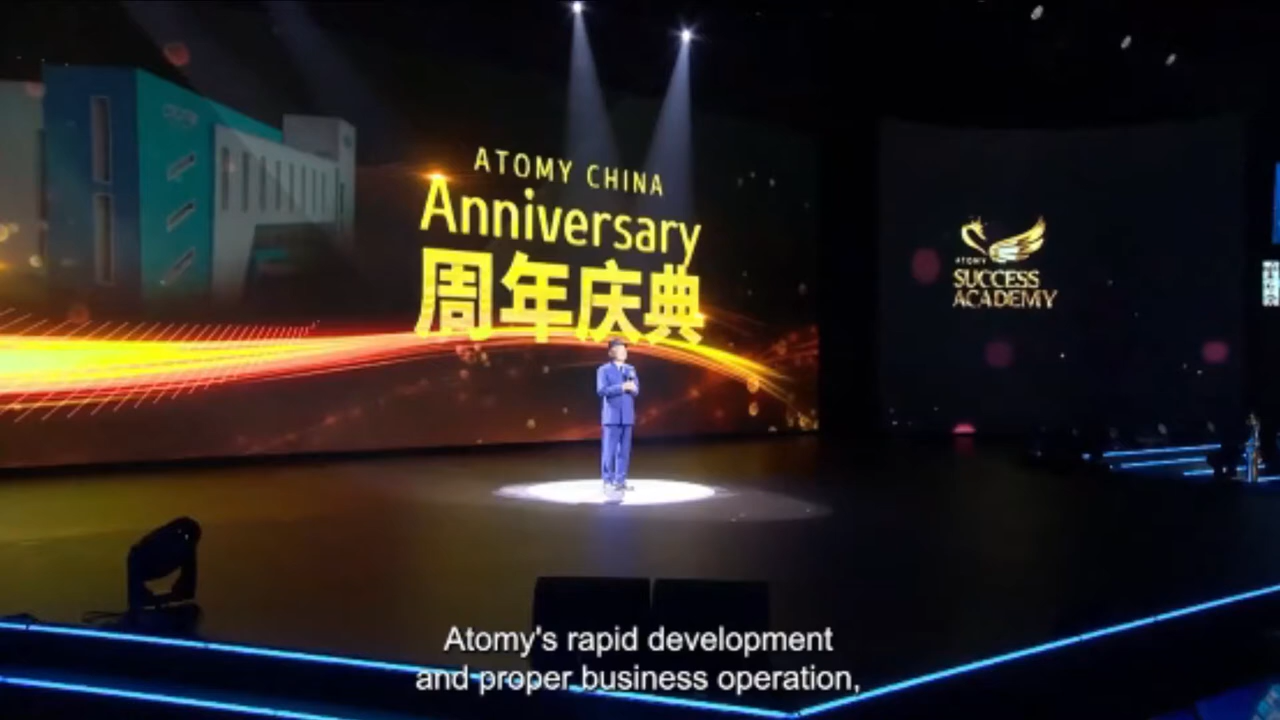 ATOMY CHINA
Anniversary
周年庆典
ATOMY
SUCCESS
ACADEMY
Atomy's rapid development
and proper business operation,